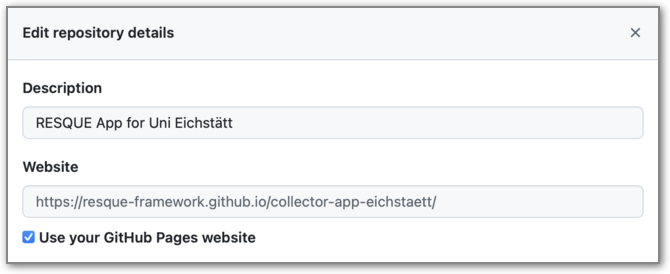 Edit repository details
Description
RESQUE App for Uni Eichstätt
Website
https://resque-framework.github.io/collector-app-eichstaett/
Use your GitHub Pages website